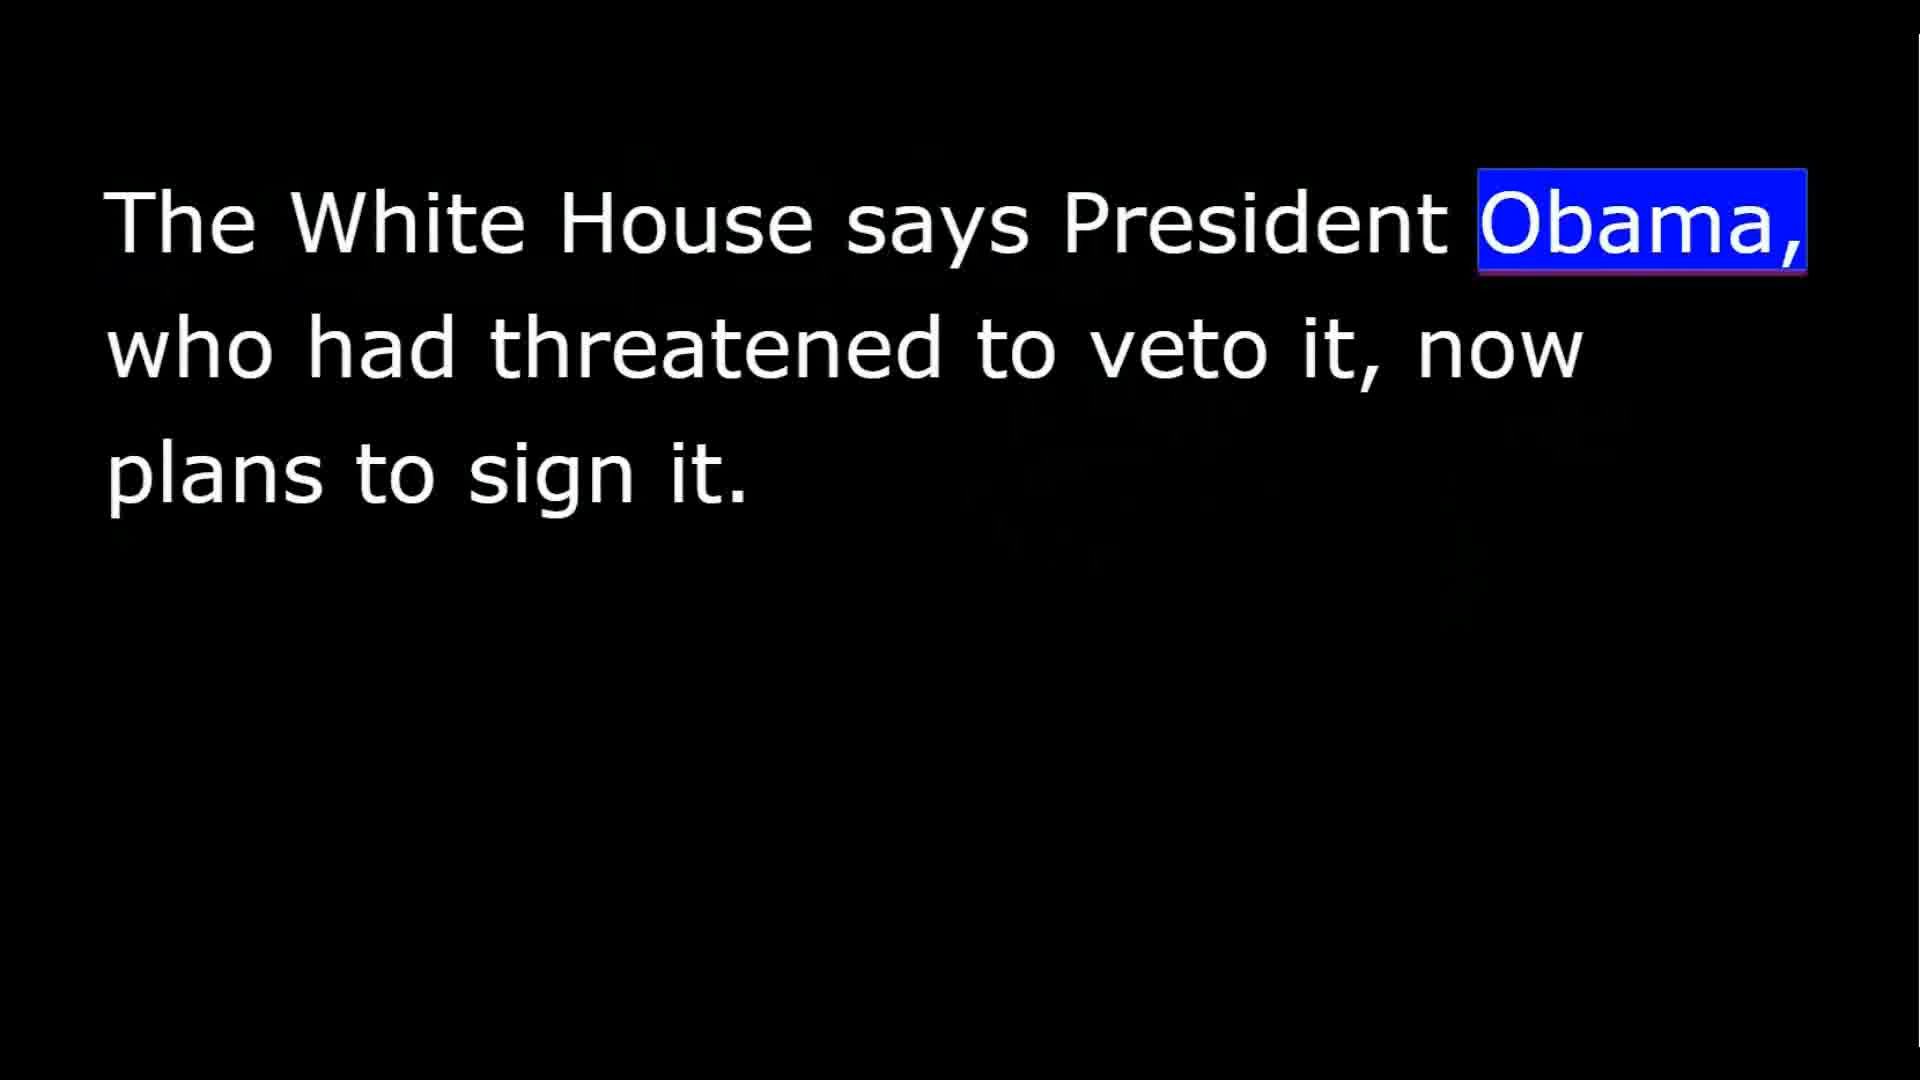 The White House says President Obama,
who had threatened to veto it, now
plans to sign it.